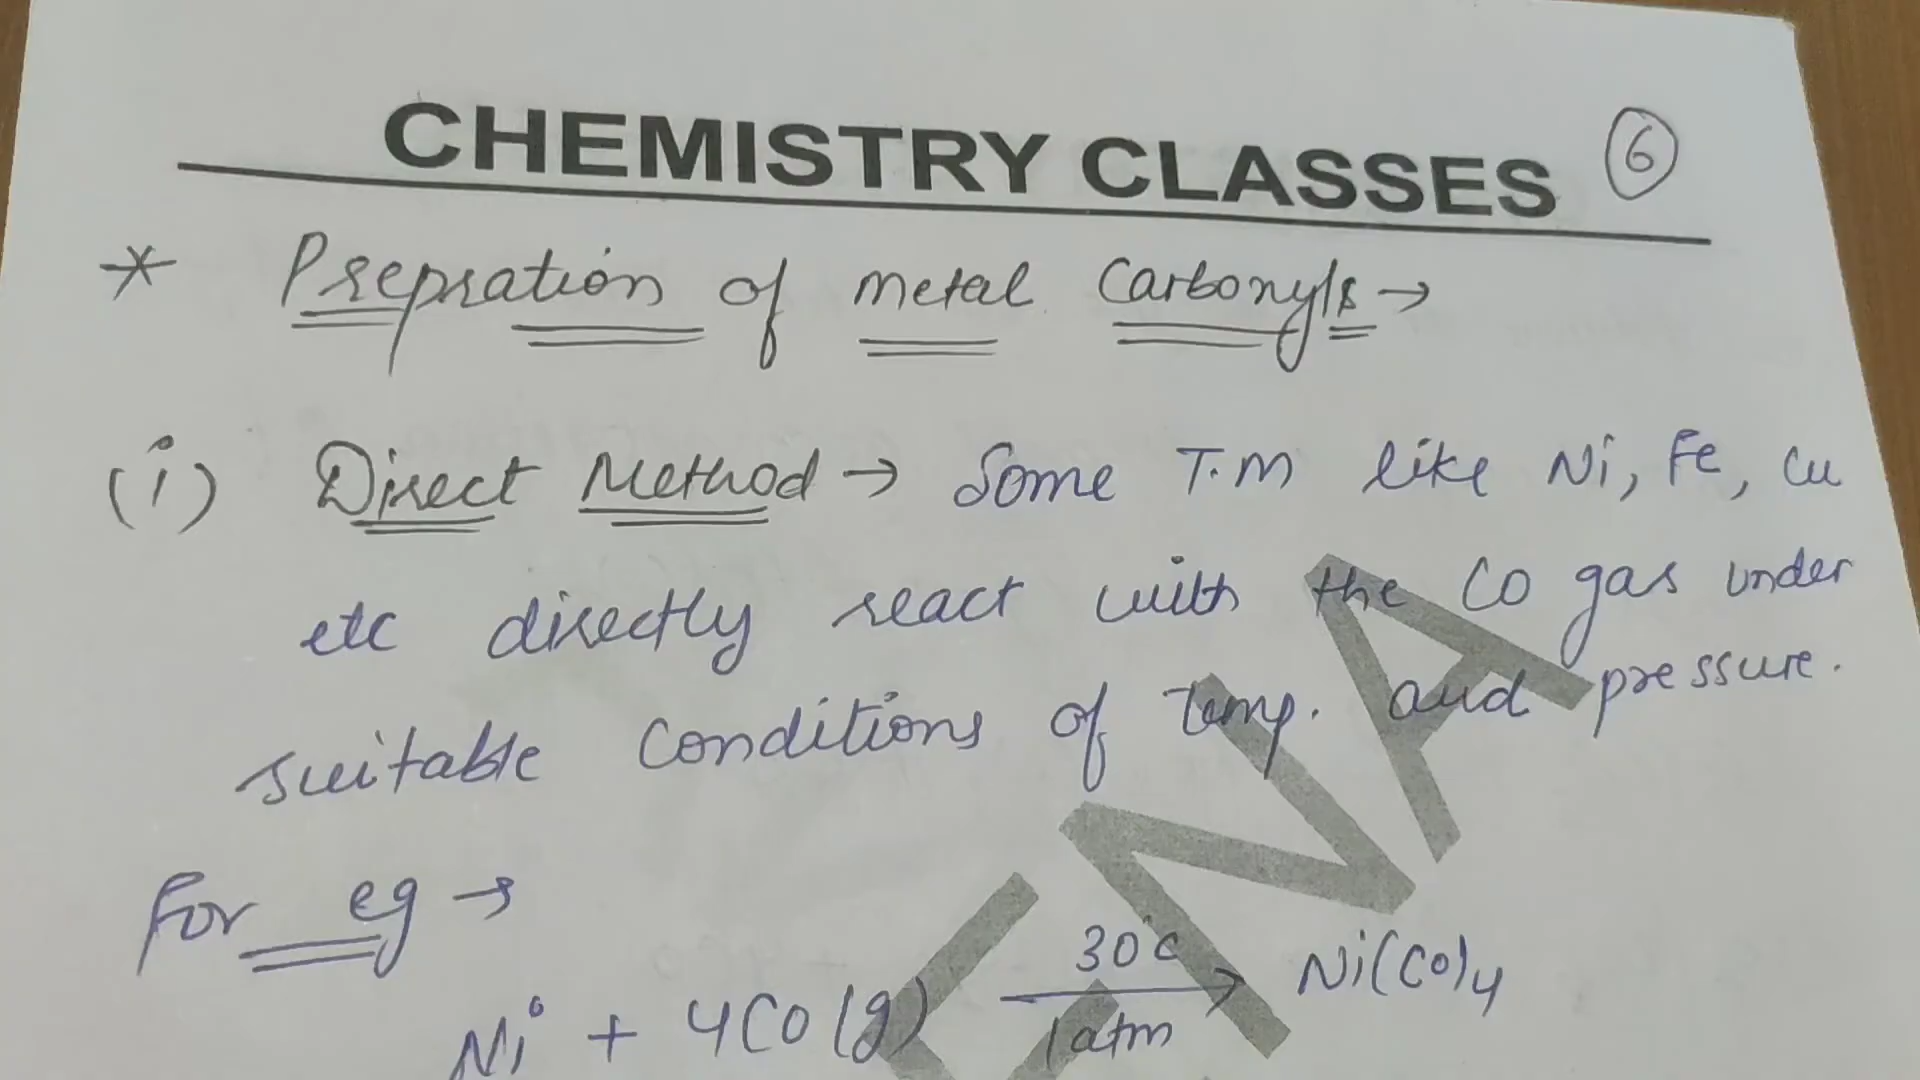 CHEMISTRY CLASSES 6
* Prepration of metal Carbonyls →
(i) Direct Method → Some T.M like Ni, Fe, Cu
etc directly react with the CO gas under
suitable conditions of temp. and pressure.
For eg →
Ni° + 4CO(g) 30°C → 1atm Ni(CO)4
ENA